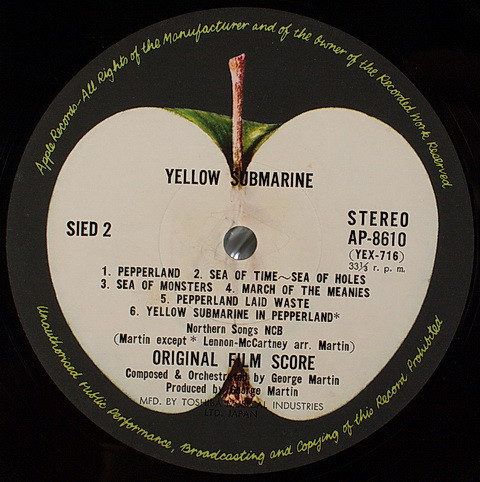 Apple Records-All Rights of the Manufacturer and of the Owner of the Recorded Work Reserved
YELLOW SUBMARINE
SIED 2
STEREO
AP-8610
(YEX-716)
33⅓ r. p. m.
1. PEPPERLAND 2. SEA OF TIME~SEA OF HOLES
3. SEA OF MONSTERS 4. MARCH OF THE MEANIES
5. PEPPERLAND LAID WASTE
6. YELLOW SUBMARINE IN PEPPERLAND*
Northern Songs NCB
(Martin except * Lennon-McCartney arr. Martin)
ORIGINAL FILM SCORE
Composed & Orchestrated by George Martin
Produced by George Martin
MFD. BY TOSHIBA MUSICAL INDUSTRIES
LTD. JAPAN
Unauthorised Public Performance, Broadcasting and Copying of this Record Prohibited